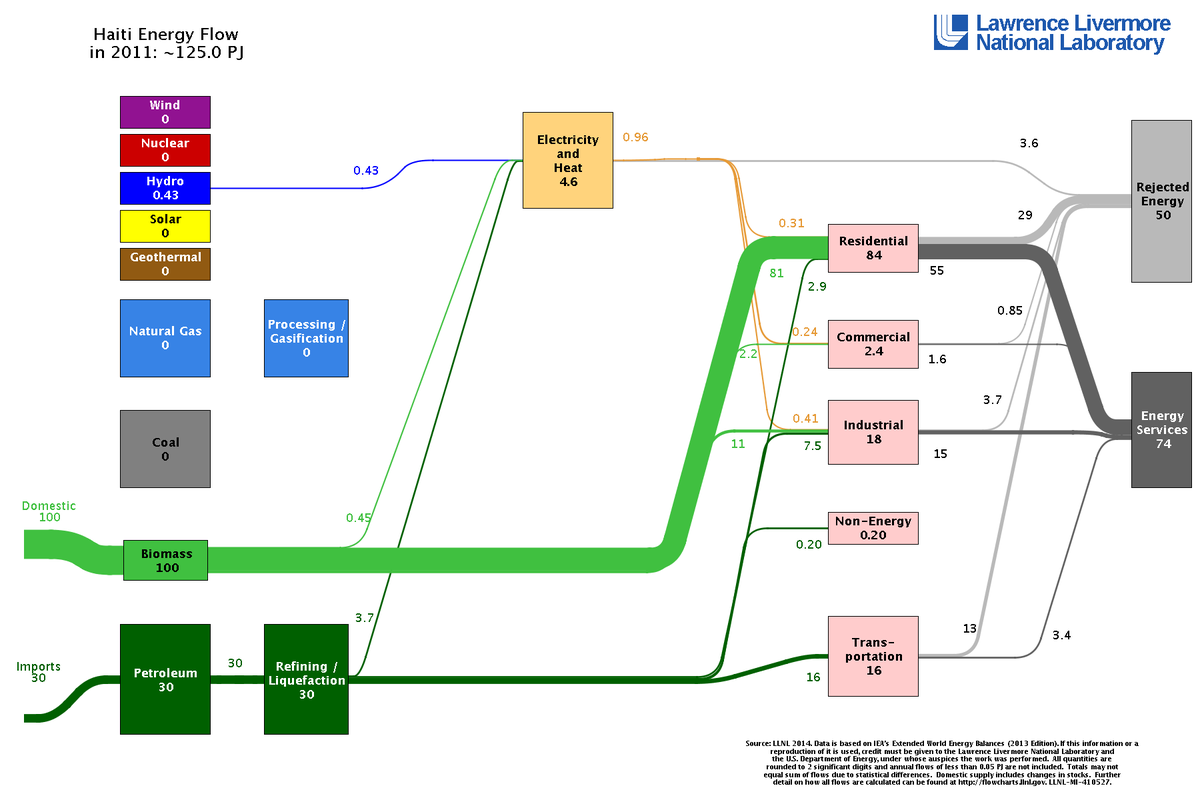 Haiti Energy Flow
in 2011: ~125.0 PJ
Lawrence Livermore
National Laboratory
Wind
0
Nuclear
0
Hydro
0.43
Solar
0
Geothermal
0
Natural Gas
0
Processing /
Gasification
0
Coal
0
Domestic
100
Biomass
100
Imports
30
Petroleum
30
30
Refining /
Liquefaction
30
0.43
0.45
3.7
Electricity
and
Heat
4.6
0.96
0.31
81
2.9
0.24
2.2
0.41
11
7.5
0.20
16
Residential
84
Commercial
2.4
Industrial
18
Non-Energy
0.20
Trans-
portation
16
3.6
29
55
0.85
1.6
3.7
15
13
3.4
Rejected
Energy
50
Energy
Services
74
Source: LLNL 2014. Data is based on IEA's Extended World Energy Balances (2013 Edition). If this information or a
reproduction of it is used, credit must be given to the Lawrence Livermore National Laboratory and
the U.S. Department of Energy, under whose auspices the work was performed. All quantities are
rounded to 2 significant digits and annual flows of less than 0.05 PJ are not included. Totals may not
equal sum of flows due to statistical differences. Domestic supply includes changes in stocks. Further
detail on how all flows are calculated can be found at http://flowcharts.llnl.gov. LLNL-MI-410527.